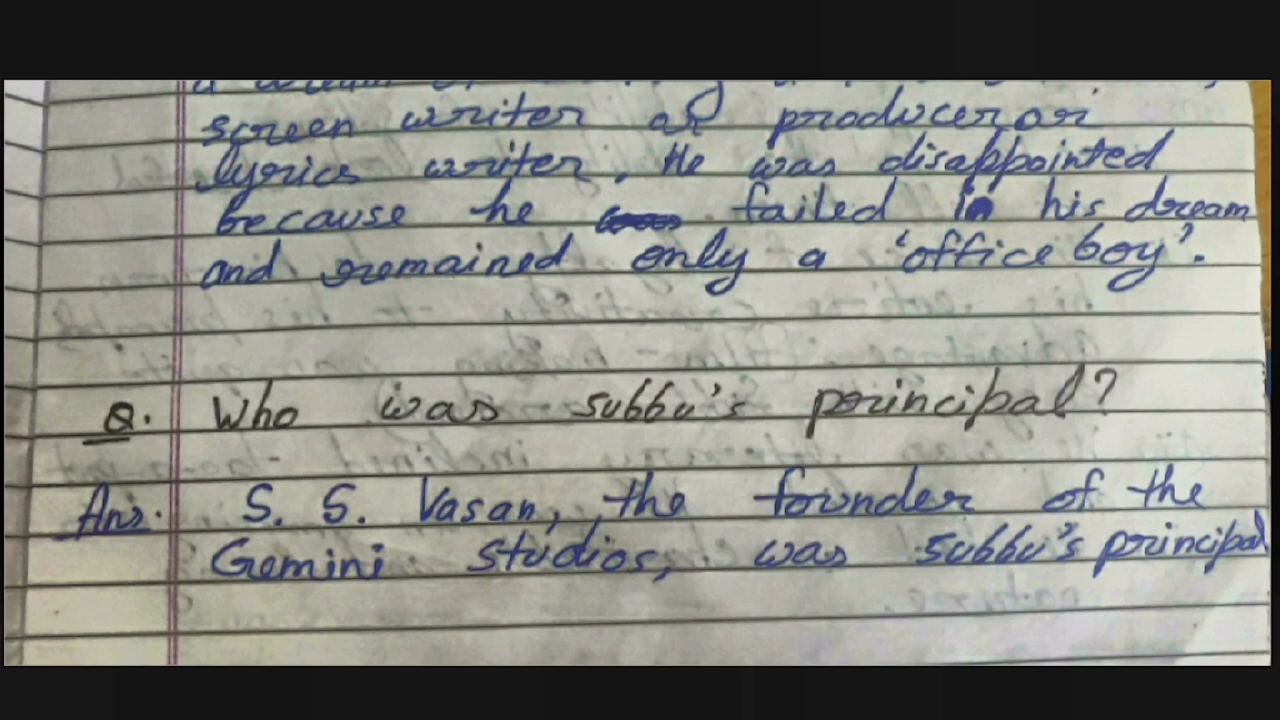 screen writer or producer or
lyrics writer. He was disappointed
because he failed in his dream
and remained only a 'office boy'.
Q. Who was subbu's principal?
Ans. S. S. Vasan, the founder of the
Gemini studios, was subbu's principal